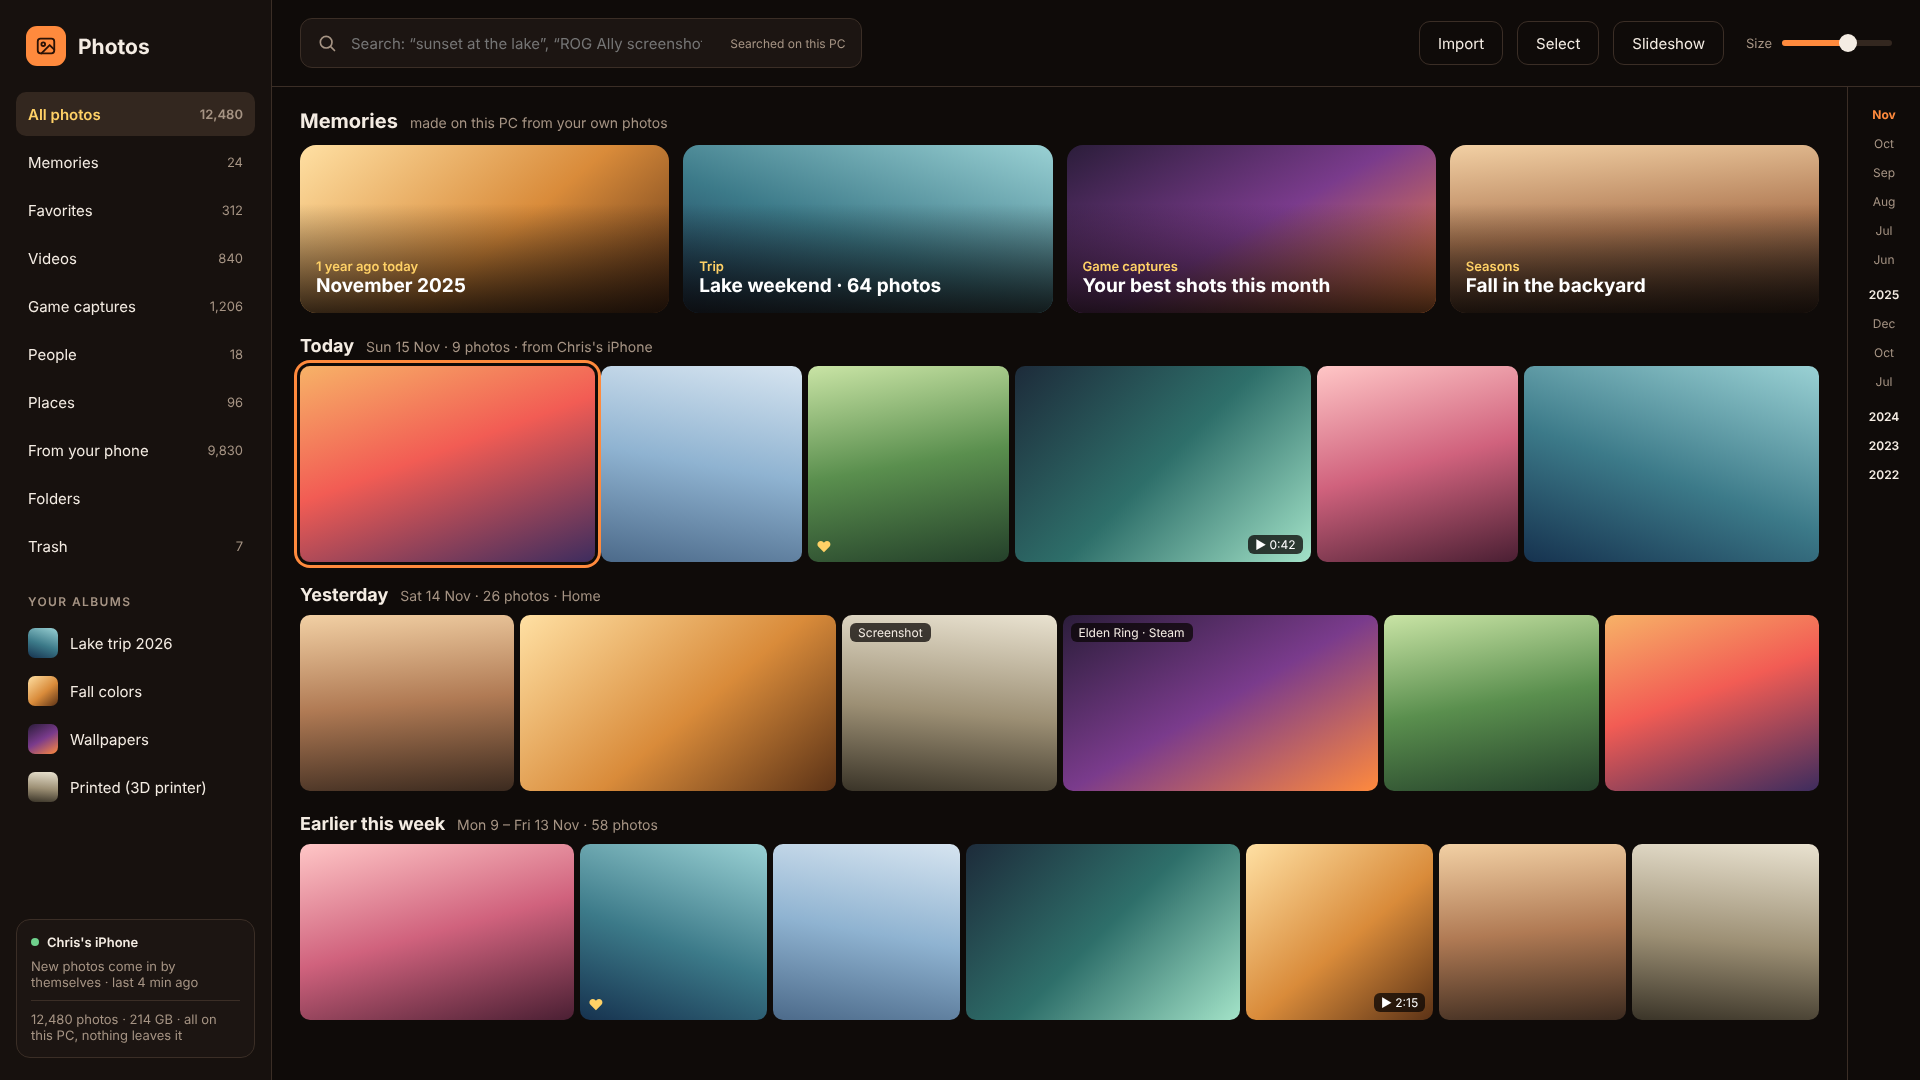 Photos
All photos 12,480
Memories 24
Favorites 312
Videos 840
Game captures 1,206
People 18
Places 96
From your phone 9,830
Folders
Trash 7
YOUR ALBUMS
Lake trip 2026
Fall colors
Wallpapers
Printed (3D printer)
Chris's iPhone
New photos come in by
themselves · last 4 min ago
12,480 photos · 214 GB · all on
this PC, nothing leaves it
Search: “sunset at the lake”, “ROG Ally screensho
Searched on this PC
Import
Select
Slideshow
Size
Memories made on this PC from your own photos
1 year ago today
November 2025
Trip
Lake weekend · 64 photos
Game captures
Your best shots this month
Seasons
Fall in the backyard
Today Sun 15 Nov · 9 photos · from Chris's iPhone
0:42
Yesterday Sat 14 Nov · 26 photos · Home
Screenshot
Elden Ring · Steam
Earlier this week Mon 9 – Fri 13 Nov · 58 photos
2:15
Nov
Oct
Sep
Aug
Jul
Jun
2025
Dec
Oct
Jul
2024
2023
2022